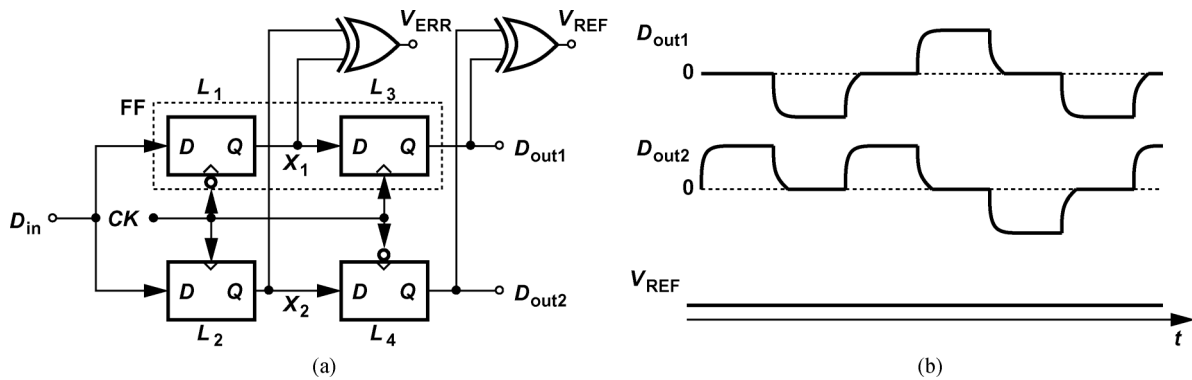 V_ERR V_REF
L_1 L_3
FF
D Q D Q
X_1 D_out1
D_in CK
D Q D Q
X_2 D_out2
L_2 L_4
(a)
D_out1
0
D_out2
0
V_REF
t
(b)